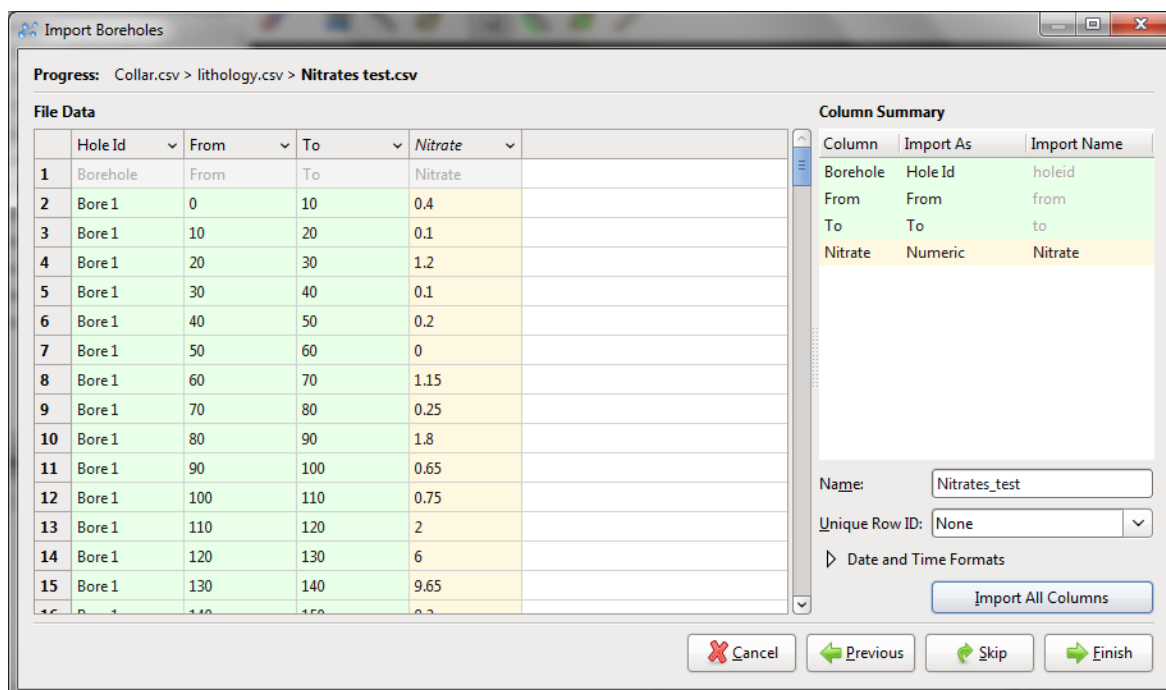 Import Boreholes
Progress: Collar.csv > lithology.csv > Nitrates test.csv
File Data
Hole Id From To Nitrate
1 Borehole From To Nitrate
2 Bore 1 0 10 0.4
3 Bore 1 10 20 0.1
4 Bore 1 20 30 1.2
5 Bore 1 30 40 0.1
6 Bore 1 40 50 0.2
7 Bore 1 50 60 0
8 Bore 1 60 70 1.15
9 Bore 1 70 80 0.25
10 Bore 1 80 90 1.8
11 Bore 1 90 100 0.65
12 Bore 1 100 110 0.75
13 Bore 1 110 120 2
14 Bore 1 120 130 6
15 Bore 1 130 140 9.65
Column Summary
Column Import As Import Name
Borehole Hole Id holeid
From From from
To To to
Nitrate Numeric Nitrate
Name: Nitrates_test
Unique Row ID: None
Date and Time Formats
Import All Columns
Cancel Previous Skip Finish